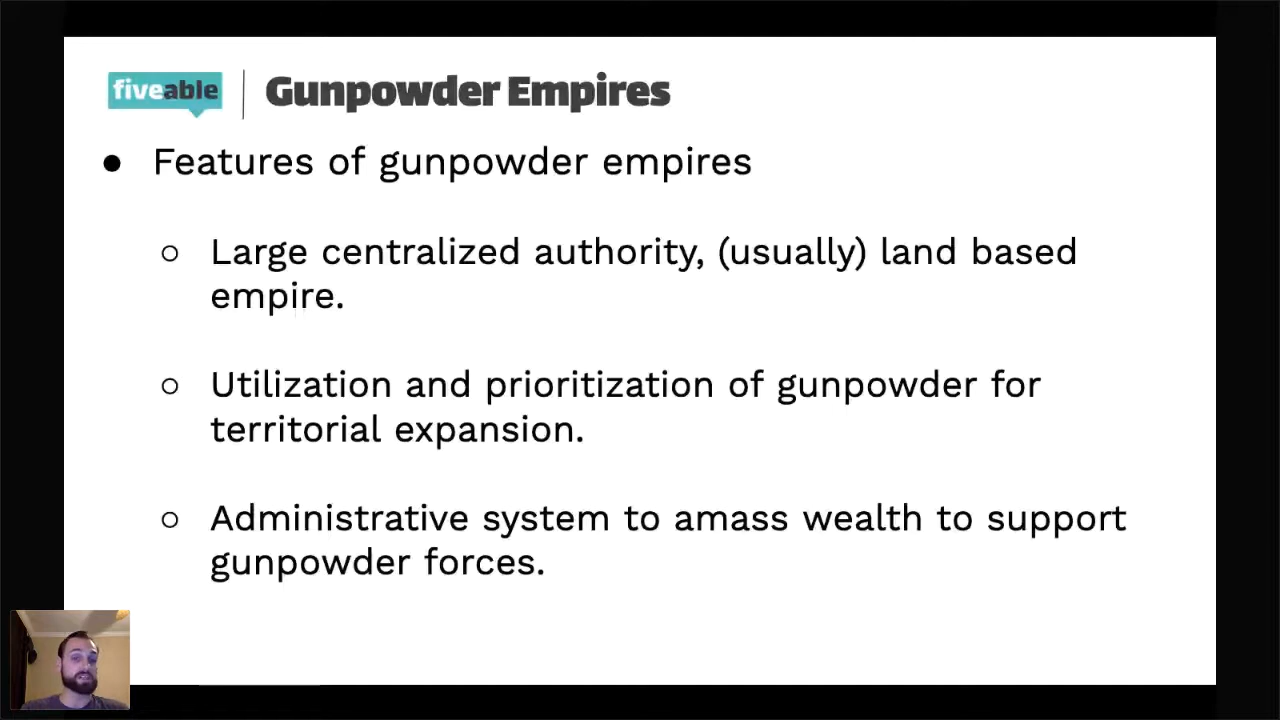 fiveable | Gunpowder Empires
● Features of gunpowder empires
○ Large centralized authority, (usually) land based
empire.
○ Utilization and prioritization of gunpowder for
territorial expansion.
○ Administrative system to amass wealth to support
gunpowder forces.